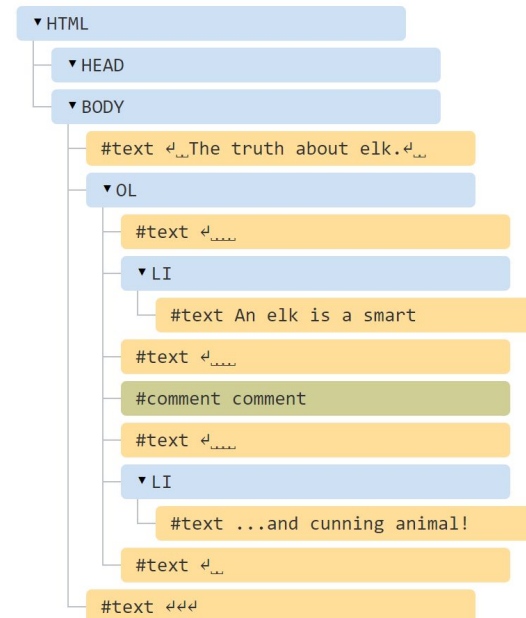 ▾ HTML
▾ HEAD
▾ BODY
#text ↵␣␣The truth about elk.↵␣␣
▾ OL
#text ↵␣␣␣␣
▾ LI
#text An elk is a smart
#text ↵␣␣␣␣
#comment comment
#text ↵␣␣␣␣
▾ LI
#text ...and cunning animal!
#text ↵␣␣
#text ↵↵↵